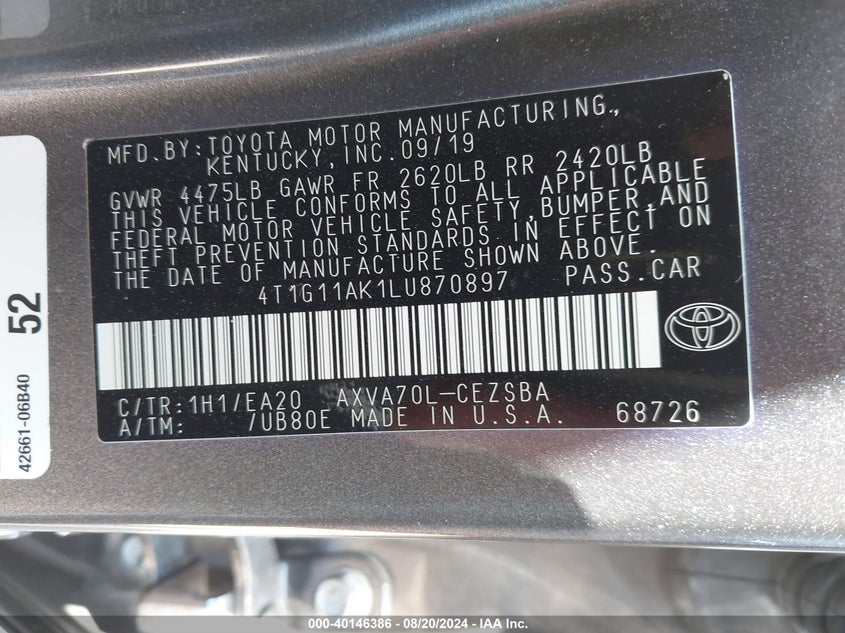 MFD.BY:TOYOTA MOTOR MANUFACTURING.,
KENTUCKY,INC.09/19
GVWR 4475LB GAWR FR 2620LB RR 2420LB
THIS VEHICLE CONFORMS TO ALL APPLICABLE
FEDERAL MOTOR VEHICLE SAFETY,BUMPER,AND
THEFT PREVENTION STANDARDS IN EFFECT ON
THE DATE OF MANUFACTURE SHOWN ABOVE.
4T1G11AK1LU870897 PASS.CAR
C/TR:1H1/EA20 AXVA70L-CEZSBA
A/TM: /UB80E MADE IN U.S.A. 68726
52
42661-06B40
000-40146386 - 08/20/2024 - IAA Inc.